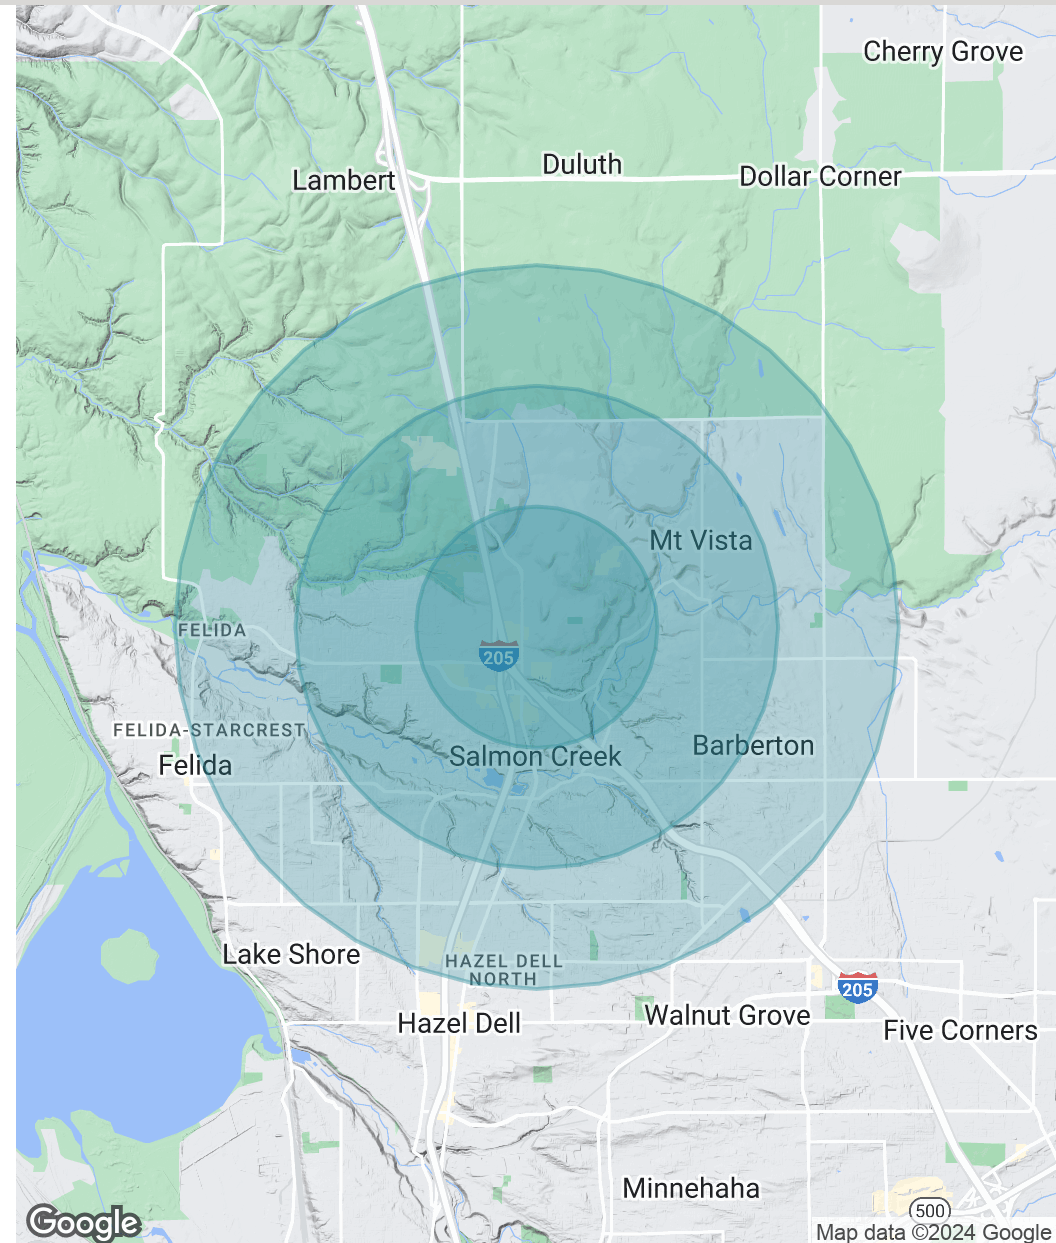 Cherry Grove
Duluth
Lambert
Dollar Corner
Mt Vista
FELIDA
205
FELIDA-STARCREST
Salmon Creek
Barberton
Felida
Lake Shore
HAZEL DELL
NORTH
205
Hazel Dell
Walnut Grove
Five Corners
Minnehaha
500
Google
Map data ©2024 Google